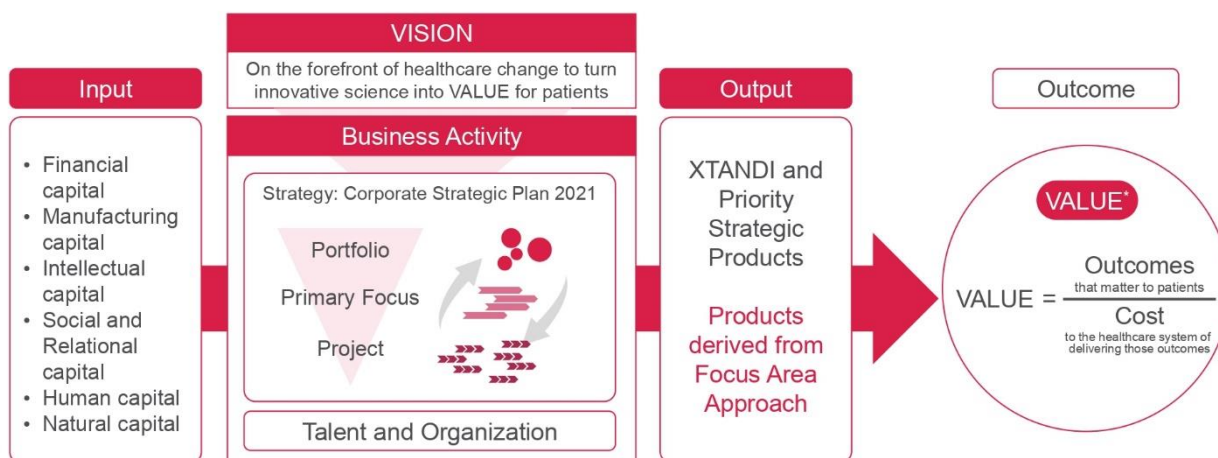 Input
• Financial
capital
• Manufacturing
capital
• Intellectual
capital
• Social and
Relational
capital
• Human capital
• Natural capital
VISION
On the forefront of healthcare change to turn
innovative science into VALUE for patients
Business Activity
Strategy: Corporate Strategic Plan 2021
Portfolio
Primary Focus
Project
Talent and Organization
Output
XTANDI and
Priority
Strategic
Products
Products
derived from
Focus Area
Approach
Outcome
VALUE*
VALUE =
Outcomes
that matter to patients
Cost
to the healthcare system of
delivering those outcomes